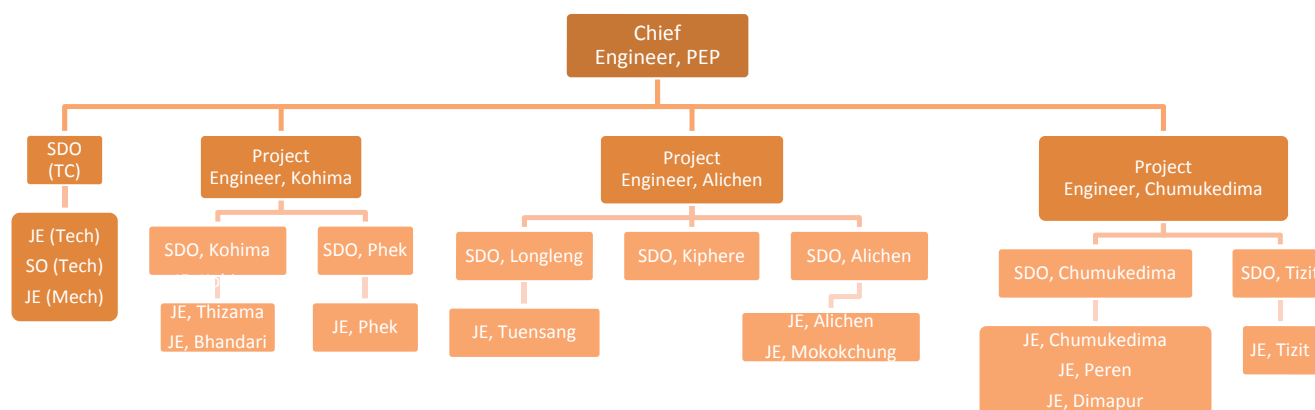 Chief
Engineer, PEP
SDO
(TC)
Project
Engineer, Kohima
Project
Engineer, Alichen
Project
Engineer, Chumukedima
JE (Tech)
SO (Tech)
JE (Mech)
SDO, Kohima
SDO, Phek
SDO, Longleng
SDO, Kiphere
SDO, Alichen
SDO, Chumukedima
SDO, Tizit
JE, Thizama
JE, Bhandari
JE, Phek
JE, Tuensang
JE, Alichen
JE, Mokokchung
JE, Chumukedima
JE, Peren
JE, Dimapur
JE, Tizit